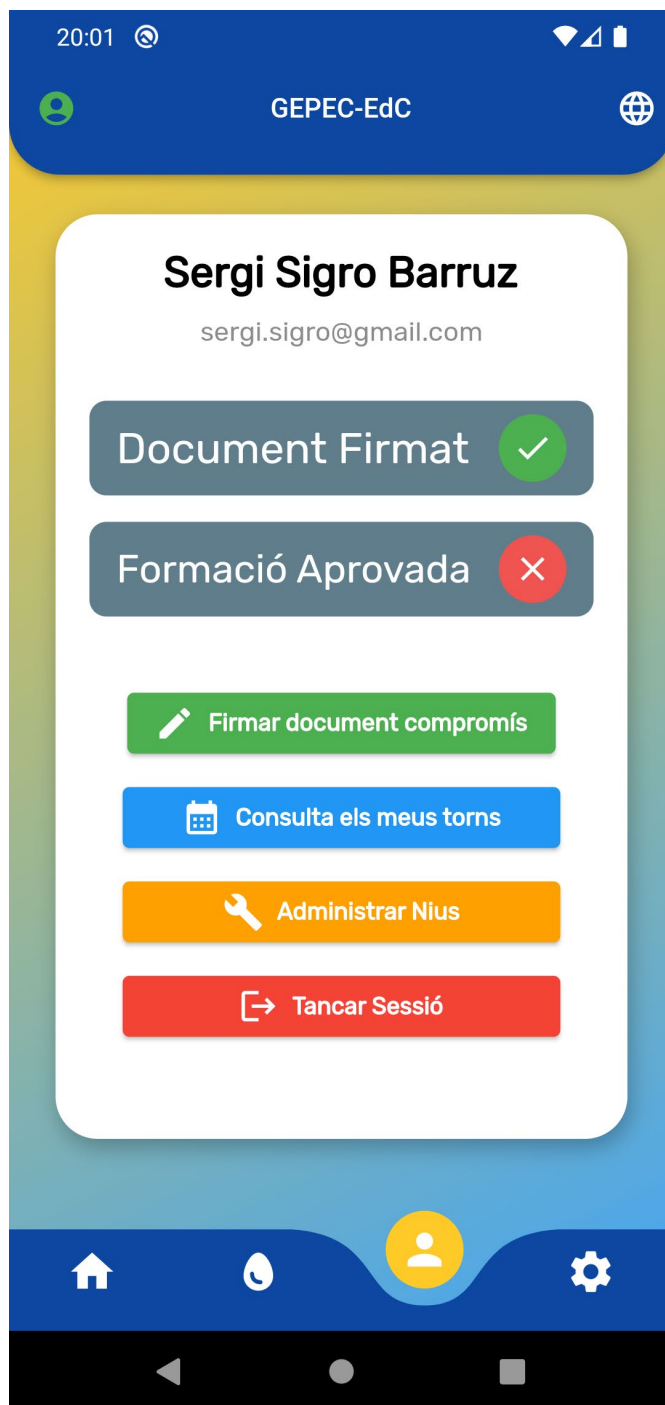 20:01
GEPEC-EdC
Sergi Sigro Barruz
sergi.sigro@gmail.com
Document Firmat
Formació Aprovada
Firmar document compromís
Consulta els meus torns
Administrar Nius
Tancar Sessió